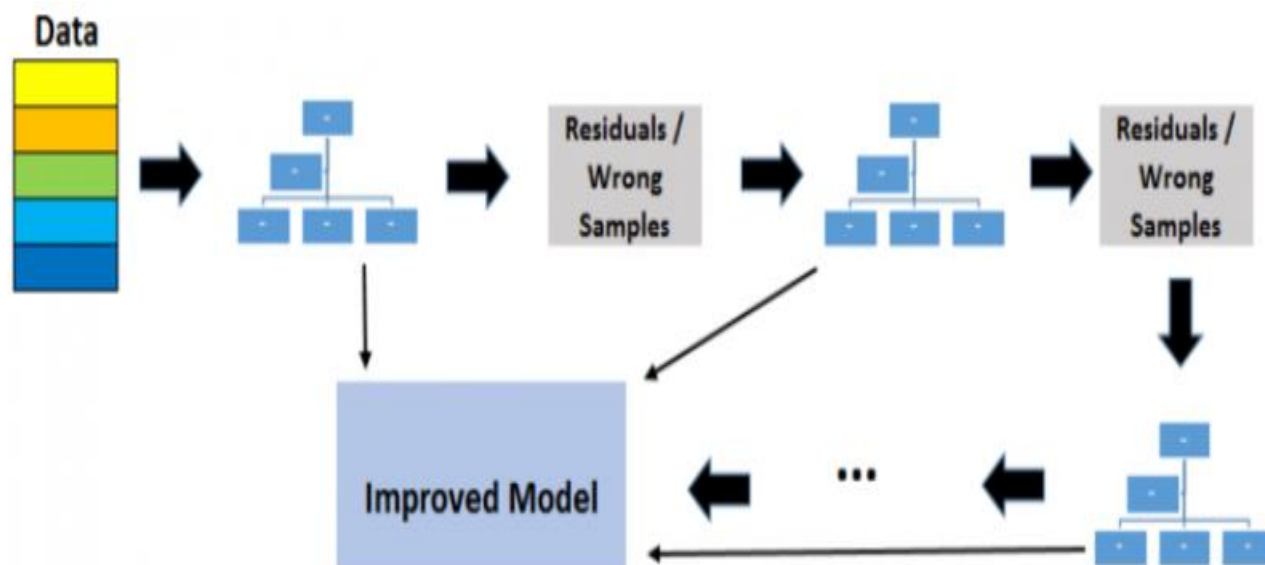 Data
Residuals /
Wrong
Samples
Residuals /
Wrong
Samples
Improved Model
...